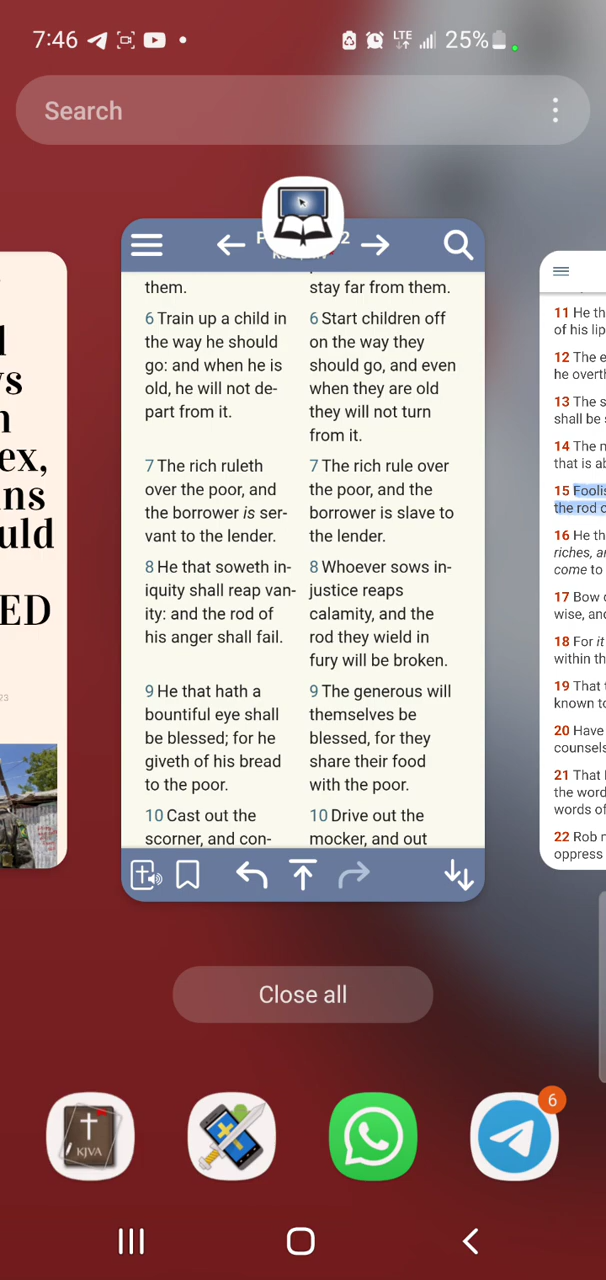 7:46
LTE
25%
Search
them.
6 Train up a child in
the way he should
go: and when he is
old, he will not de-
part from it.
7 The rich ruleth
over the poor, and
the borrower is ser-
vant to the lender.
8 He that soweth in-
iquity shall reap van-
ity: and the rod of
his anger shall fail.
9 He that hath a
bountiful eye shall
be blessed; for he
giveth of his bread
to the poor.
10 Cast out the
scorner, and con-
stay far from them.
6 Start children off
on the way they
should go, and even
when they are old
they will not turn
from it.
7 The rich rule over
the poor, and the
borrower is slave to
the lender.
8 Whoever sows in-
justice reaps
calamity, and the
rod they wield in
fury will be broken.
9 The generous will
themselves be
blessed, for they
share their food
with the poor.
10 Drive out the
mocker, and out
ex,
uld
ED
23
11 He th
of his lip
12 The e
he overth
13 The s
shall be s
14 The m
that is ab
15 Foolis
the rod o
16 He th
riches, an
come to
17 Bow d
wise, and
18 For it
within th
19 That t
known to
20 Have
counsels
21 That I
the word
words of
22 Rob n
oppress
Close all
KJVA
6